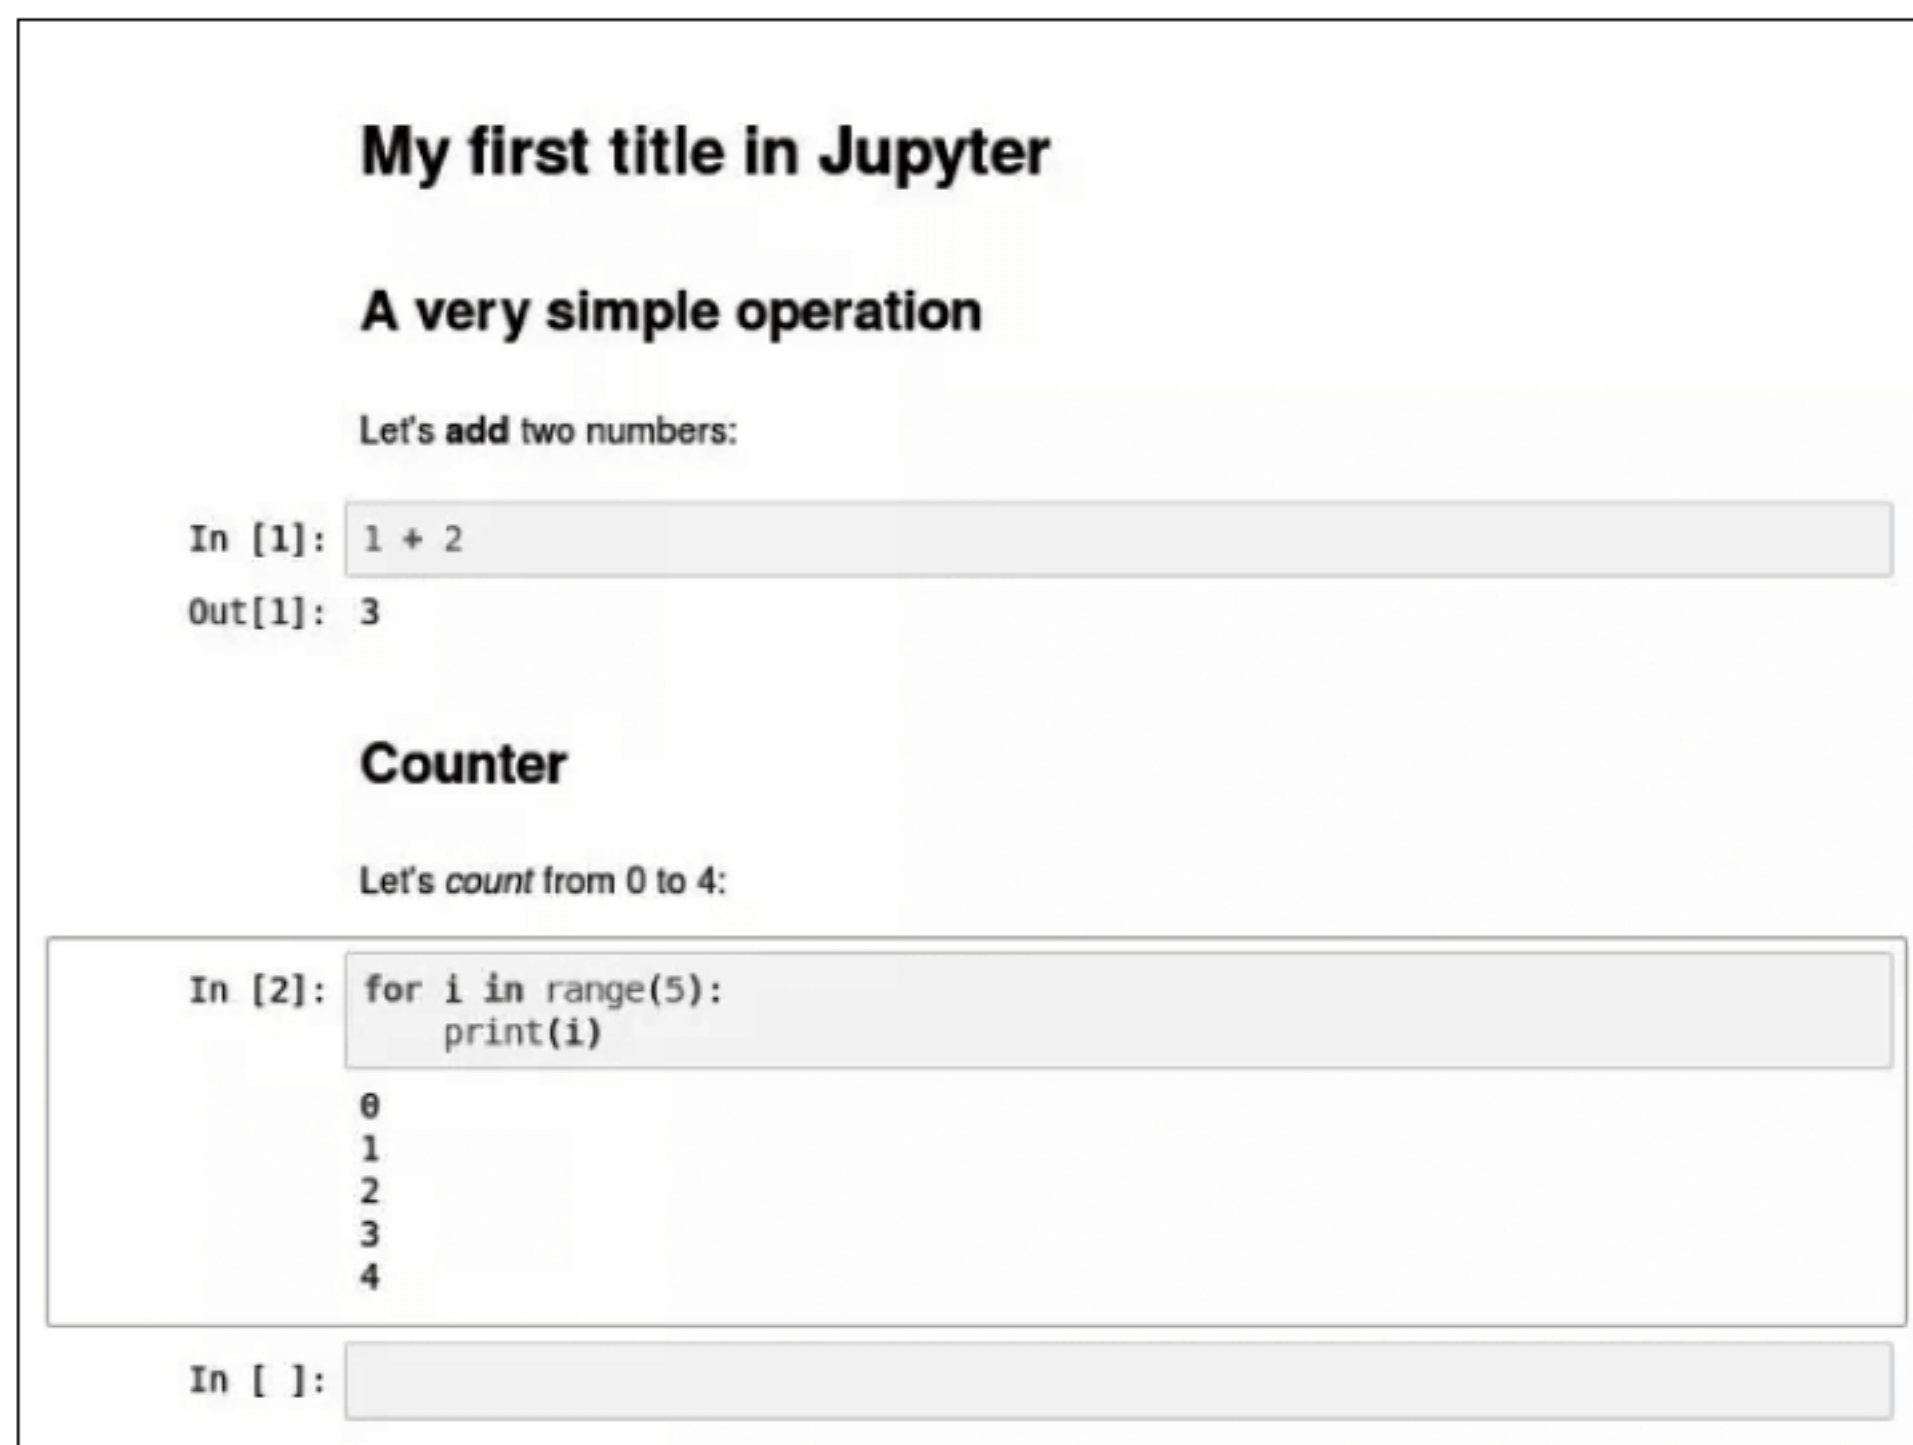 My first title in Jupyter
A very simple operation
Let's add two numbers:
In [1]: 1 + 2
Out[1]: 3
Counter
Let's count from 0 to 4:
In [2]: for i in range(5):
    print(i)
0
1
2
3
4
In [ ]: